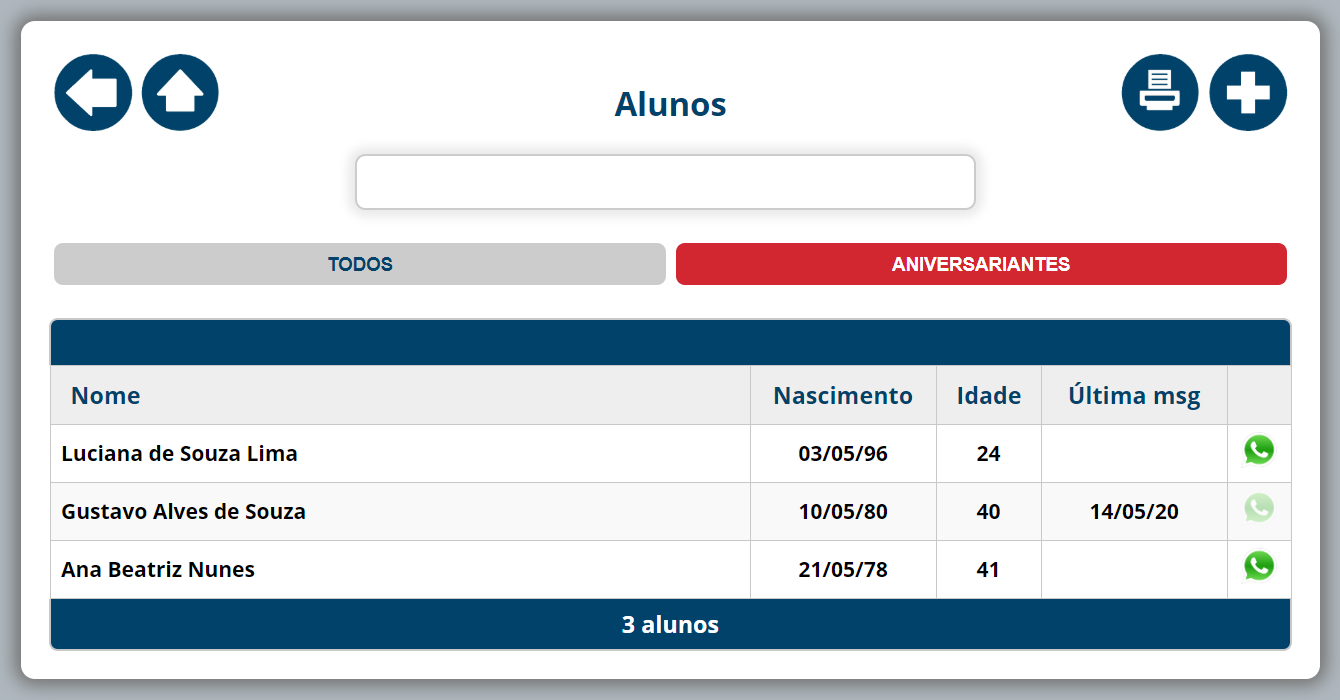 Alunos
TODOS
ANIVERSARIANTES
Nome Nascimento Idade Última msg
Luciana de Souza Lima 03/05/96 24
Gustavo Alves de Souza 10/05/80 40 14/05/20
Ana Beatriz Nunes 21/05/78 41
3 alunos